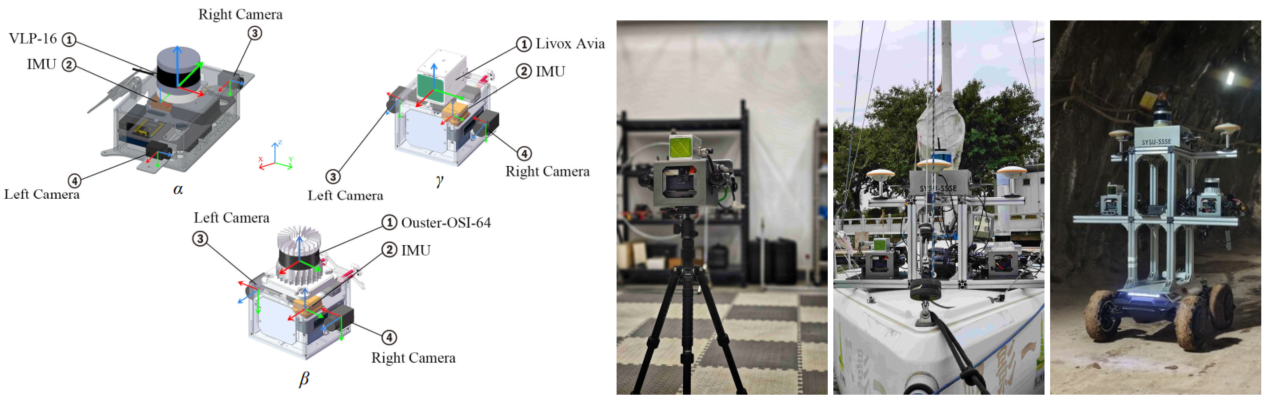 Right Camera
③
VLP-16 ①
IMU ②
④
Left Camera
α
X
Y
Z
① Livox Avia
② IMU
④
Right Camera
③
Left Camera
γ
Left Camera
③
① Ouster-OSI-64
② IMU
④
Right Camera
β
SYSU-SSSE
SYSU-SSSE